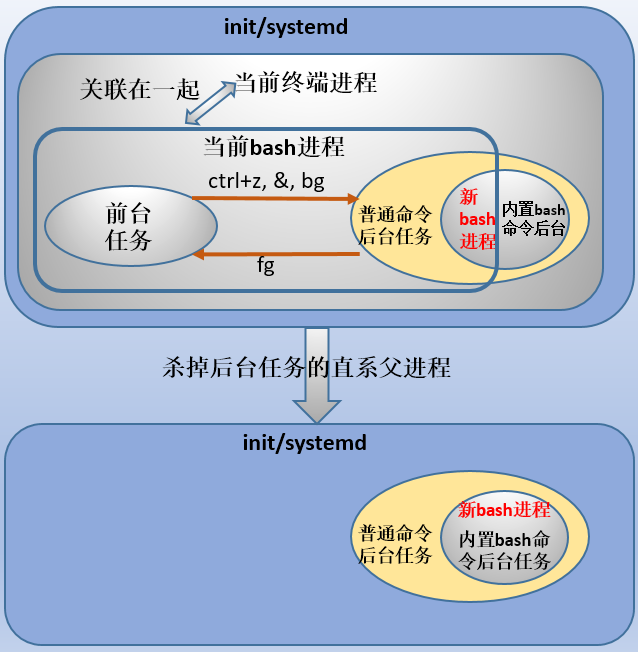 init/systemd
关联在一起
当前终端进程
当前bash进程
ctrl+z, &, bg
前台
任务
普通命令
后台任务
新
bash
进程
内置bash
命令后台
fg
杀掉后台任务的直系父进程
init/systemd
普通命令
后台任务
新bash进程
内置bash命
令后台任务